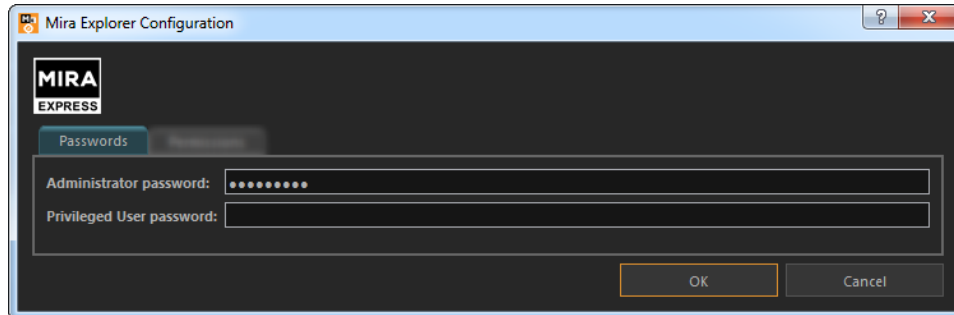 Mira Explorer Configuration
MIRA
EXPRESS
Passwords
Administrator password: ●●●●●●●●●
Privileged User password:
OK Cancel